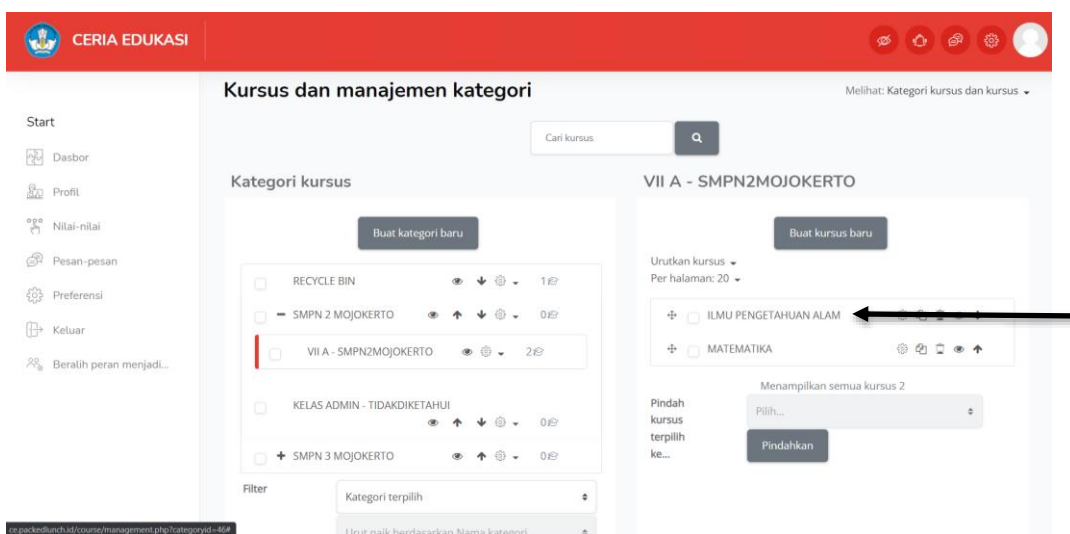 CERIA EDUKASI
Kursus dan manajemen kategori
Melihat: Kategori kursus dan kursus
Start
Cari kursus
Dasbor
Profil
Nilai-nilai
Pesan-pesan
Preferensi
Keluar
Beralih peran menjadi...
Kategori kursus
Buat kategori baru
RECYCLE BIN 1
SMPN 2 MOJOKERTO 0
VII A - SMPN2MOJOKERTO 2
KELAS ADMIN - TIDAKDIKETAHUI
0
SMPN 3 MOJOKERTO 0
Filter
Kategori terpilih
Urut naik berdasarkan Nama kategori
VII A - SMPN2MOJOKERTO
Buat kursus baru
Urutkan kursus
Per halaman: 20
ILMU PENGETAHUAN ALAM
MATEMATIKA
Menampilkan semua kursus 2
Pindah
kursus
terpilih
ke...
Pilih...
Pindahkan
ce.packedlunch.id/course/management.php?categoryid=46#